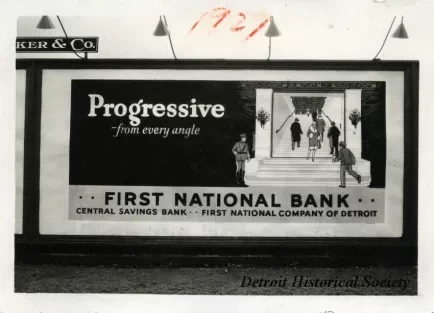 1927
KER & CO.
Progressive
-from every angle
·· FIRST NATIONAL BANK ··
CENTRAL SAVINGS BANK ·· FIRST NATIONAL COMPANY OF DETROIT
Detroit Historical Society